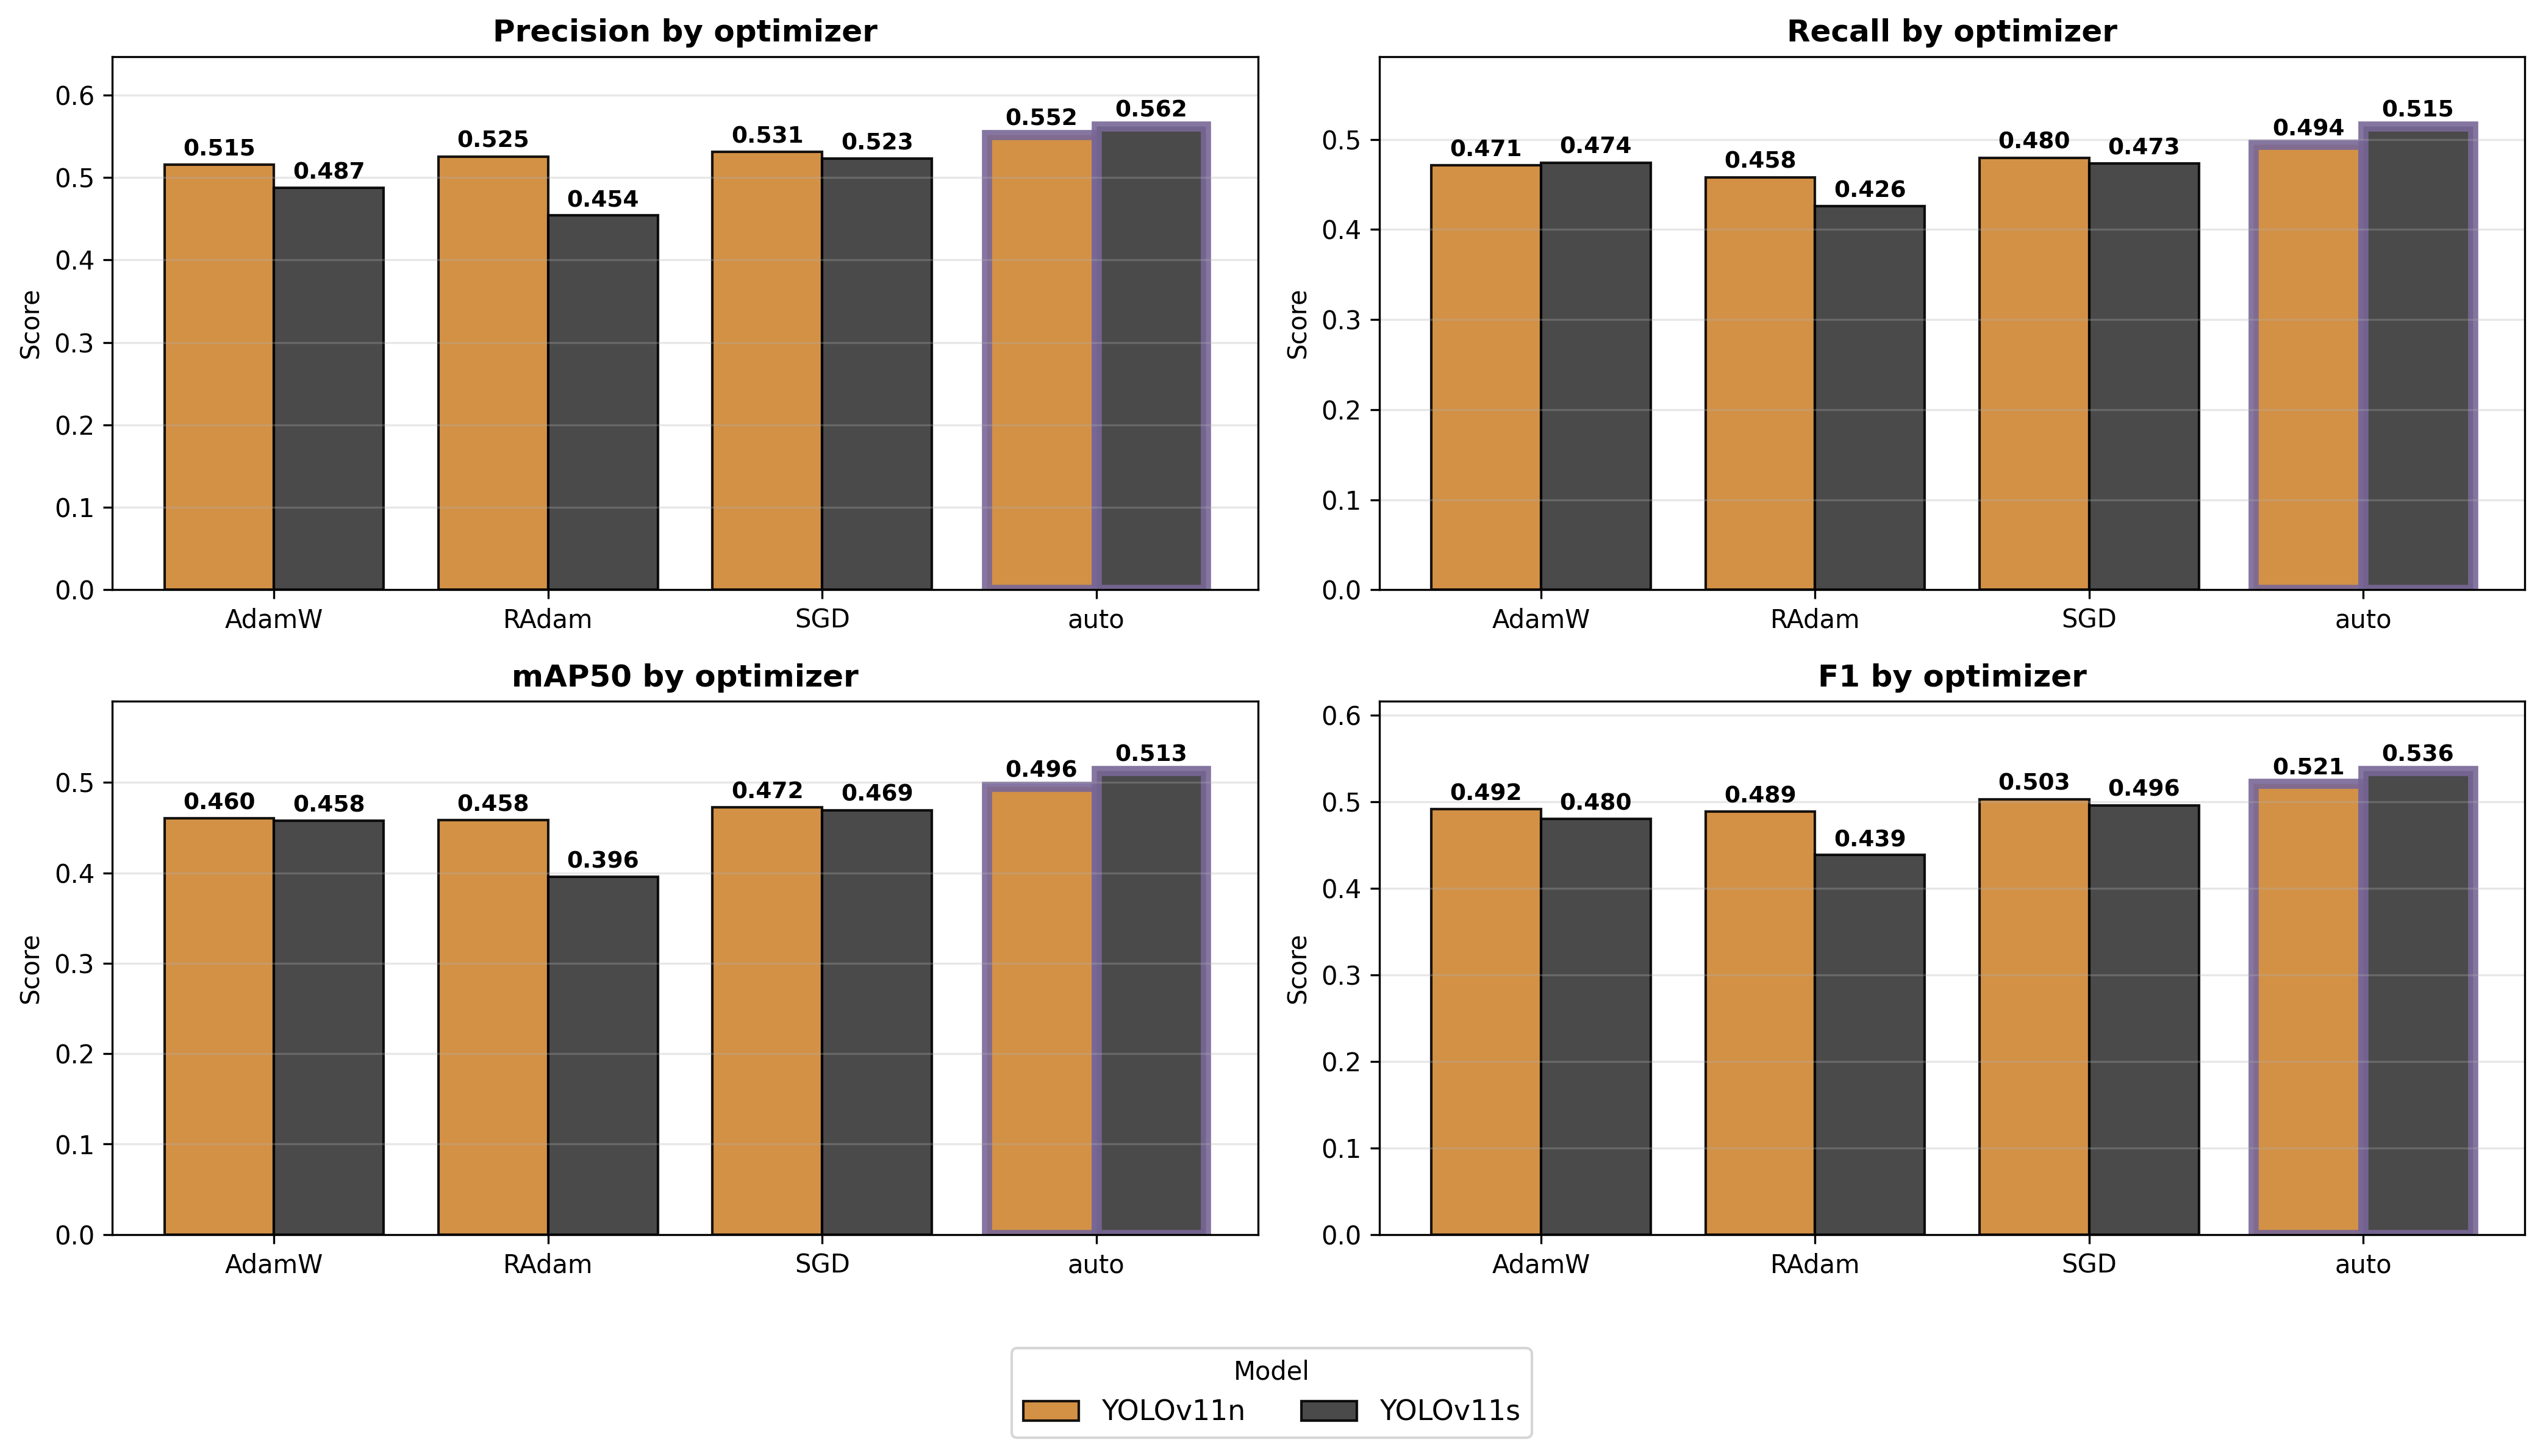 Precision by optimizer
Score
0.6
0.5
0.4
0.3
0.2
0.1
0.0
0.515
0.487
0.525
0.454
0.531
0.523
0.552
0.562
AdamW
RAdam
SGD
auto
Recall by optimizer
Score
0.5
0.4
0.3
0.2
0.1
0.0
0.471
0.474
0.458
0.426
0.480
0.473
0.494
0.515
AdamW
RAdam
SGD
auto
mAP50 by optimizer
Score
0.5
0.4
0.3
0.2
0.1
0.0
0.460
0.458
0.458
0.396
0.472
0.469
0.496
0.513
AdamW
RAdam
SGD
auto
F1 by optimizer
Score
0.6
0.5
0.4
0.3
0.2
0.1
0.0
0.492
0.480
0.489
0.439
0.503
0.496
0.521
0.536
AdamW
RAdam
SGD
auto
Model
YOLOv11n
YOLOv11s